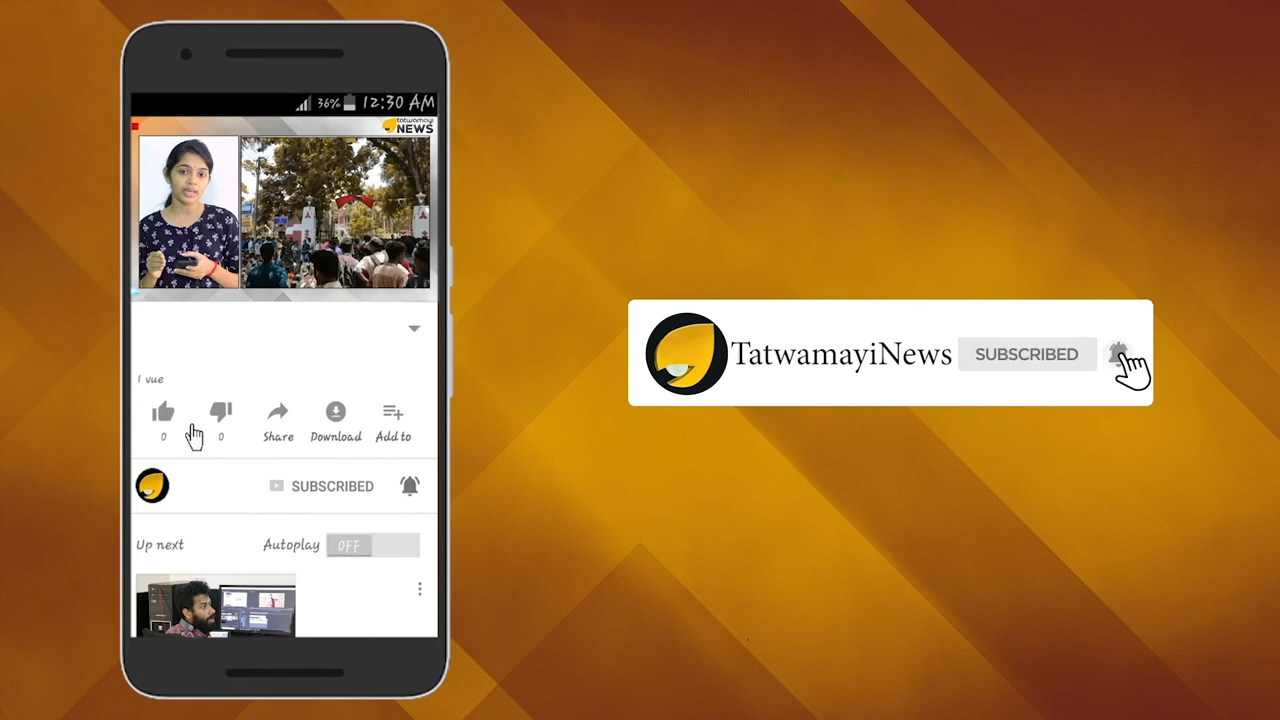 36% 12:30 AM
tatwamayi
NEWS
1 vue
0 0 Share Download Add to
SUBSCRIBED
Up next Autoplay OFF
TatwamayiNews SUBSCRIBED